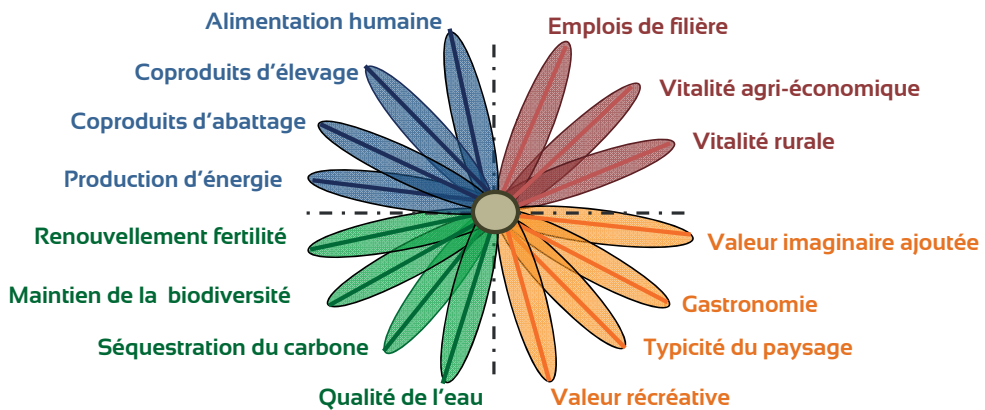 Alimentation humaine
Coproduits d'élevage
Coproduits d'abattage
Production d'énergie
Renouvellement fertilité
Maintien de la biodiversité
Séquestration du carbone
Qualité de l'eau
Emplois de filière
Vitalité agri-économique
Vitalité rurale
Valeur imaginaire ajoutée
Gastronomie
Typicité du paysage
Valeur récréative